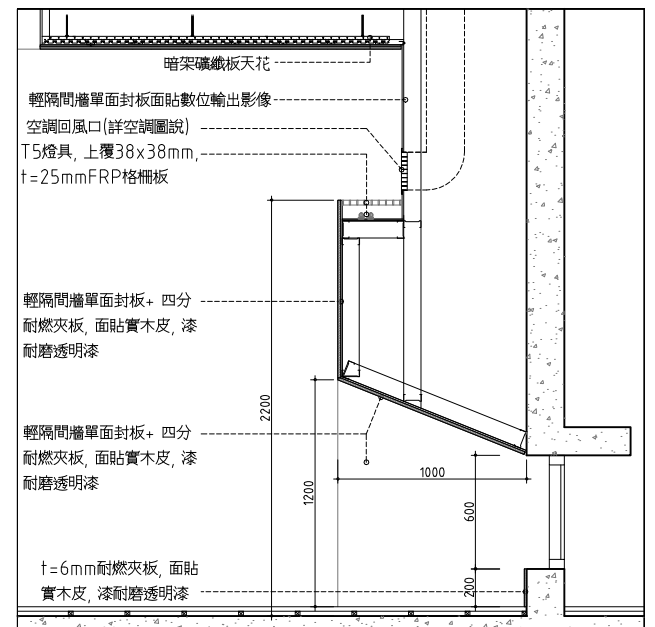 暗架礦纖板天花
輕隔間牆單面封板面貼數位輸出影像
空調回風口(詳空調圖說)
T5燈具, 上覆38x38mm,
t=25mmFRP格柵板
輕隔間牆單面封板+ 四分
耐燃夾板, 面貼實木皮, 漆
耐磨透明漆
2200
輕隔間牆單面封板+ 四分
耐燃夾板, 面貼實木皮, 漆
耐磨透明漆
1200
1000
600
200
t=6mm耐燃夾板, 面貼
實木皮, 漆耐磨透明漆